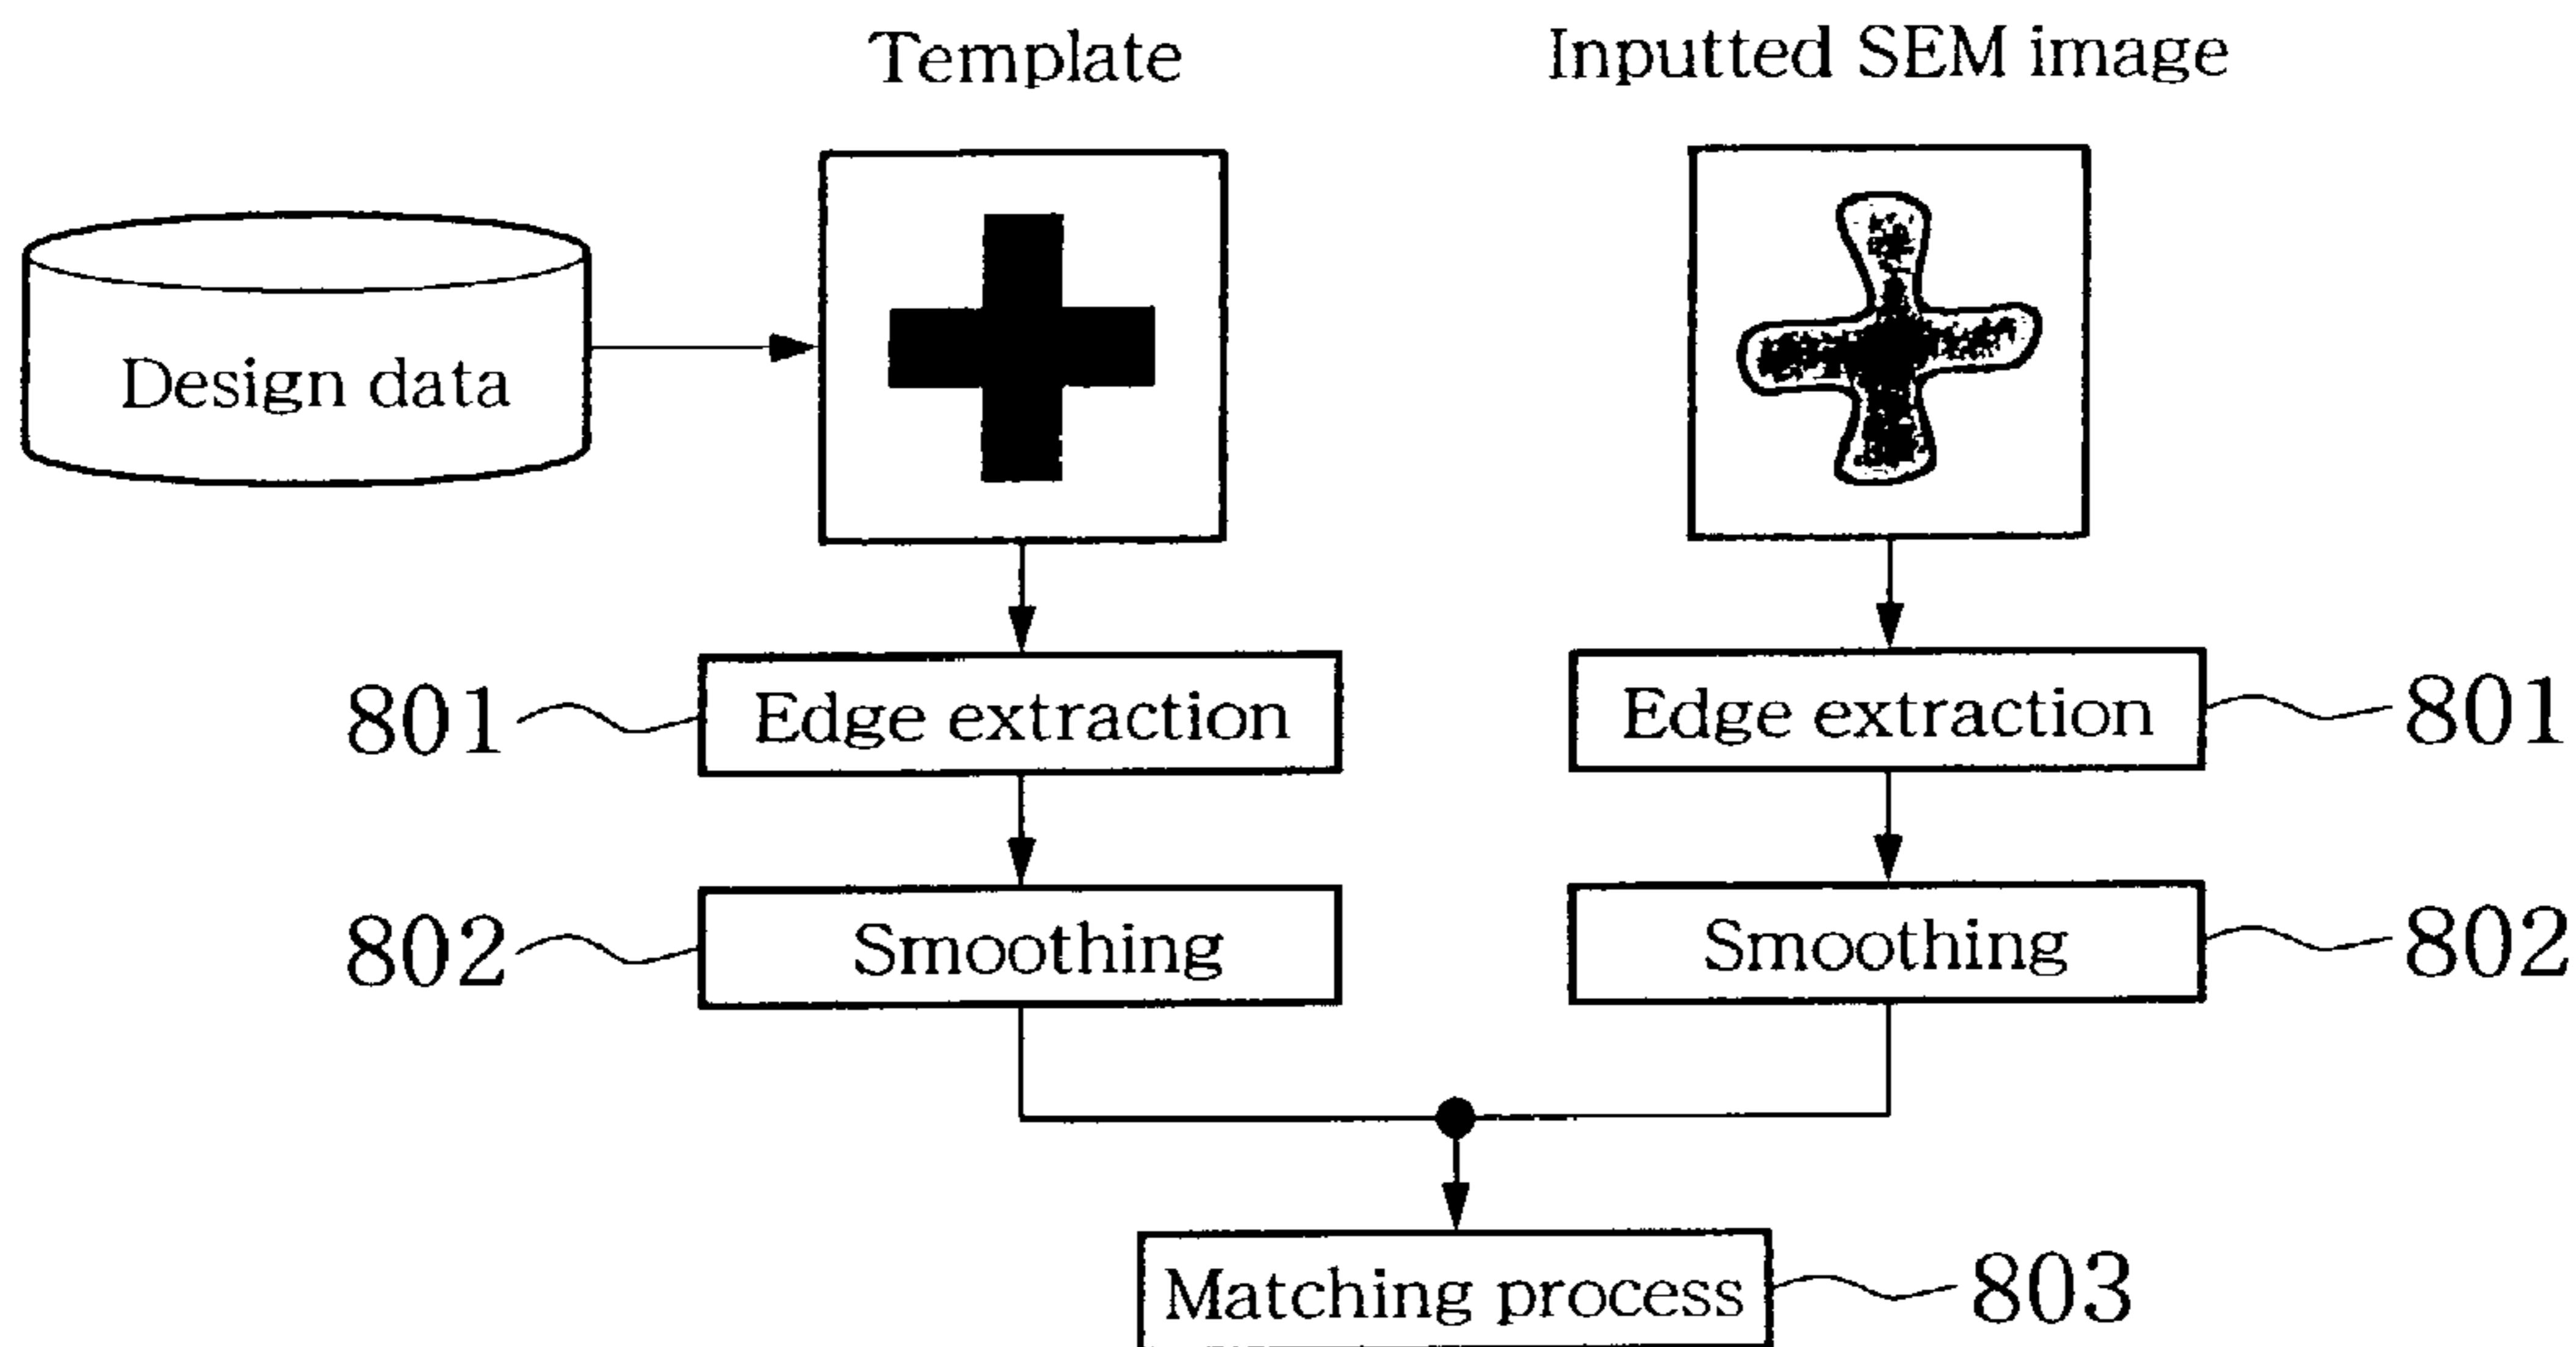 Template
Inputted SEM image
Design data
801
Edge extraction
Edge extraction
801
802
Smoothing
Smoothing
802
Matching process
803